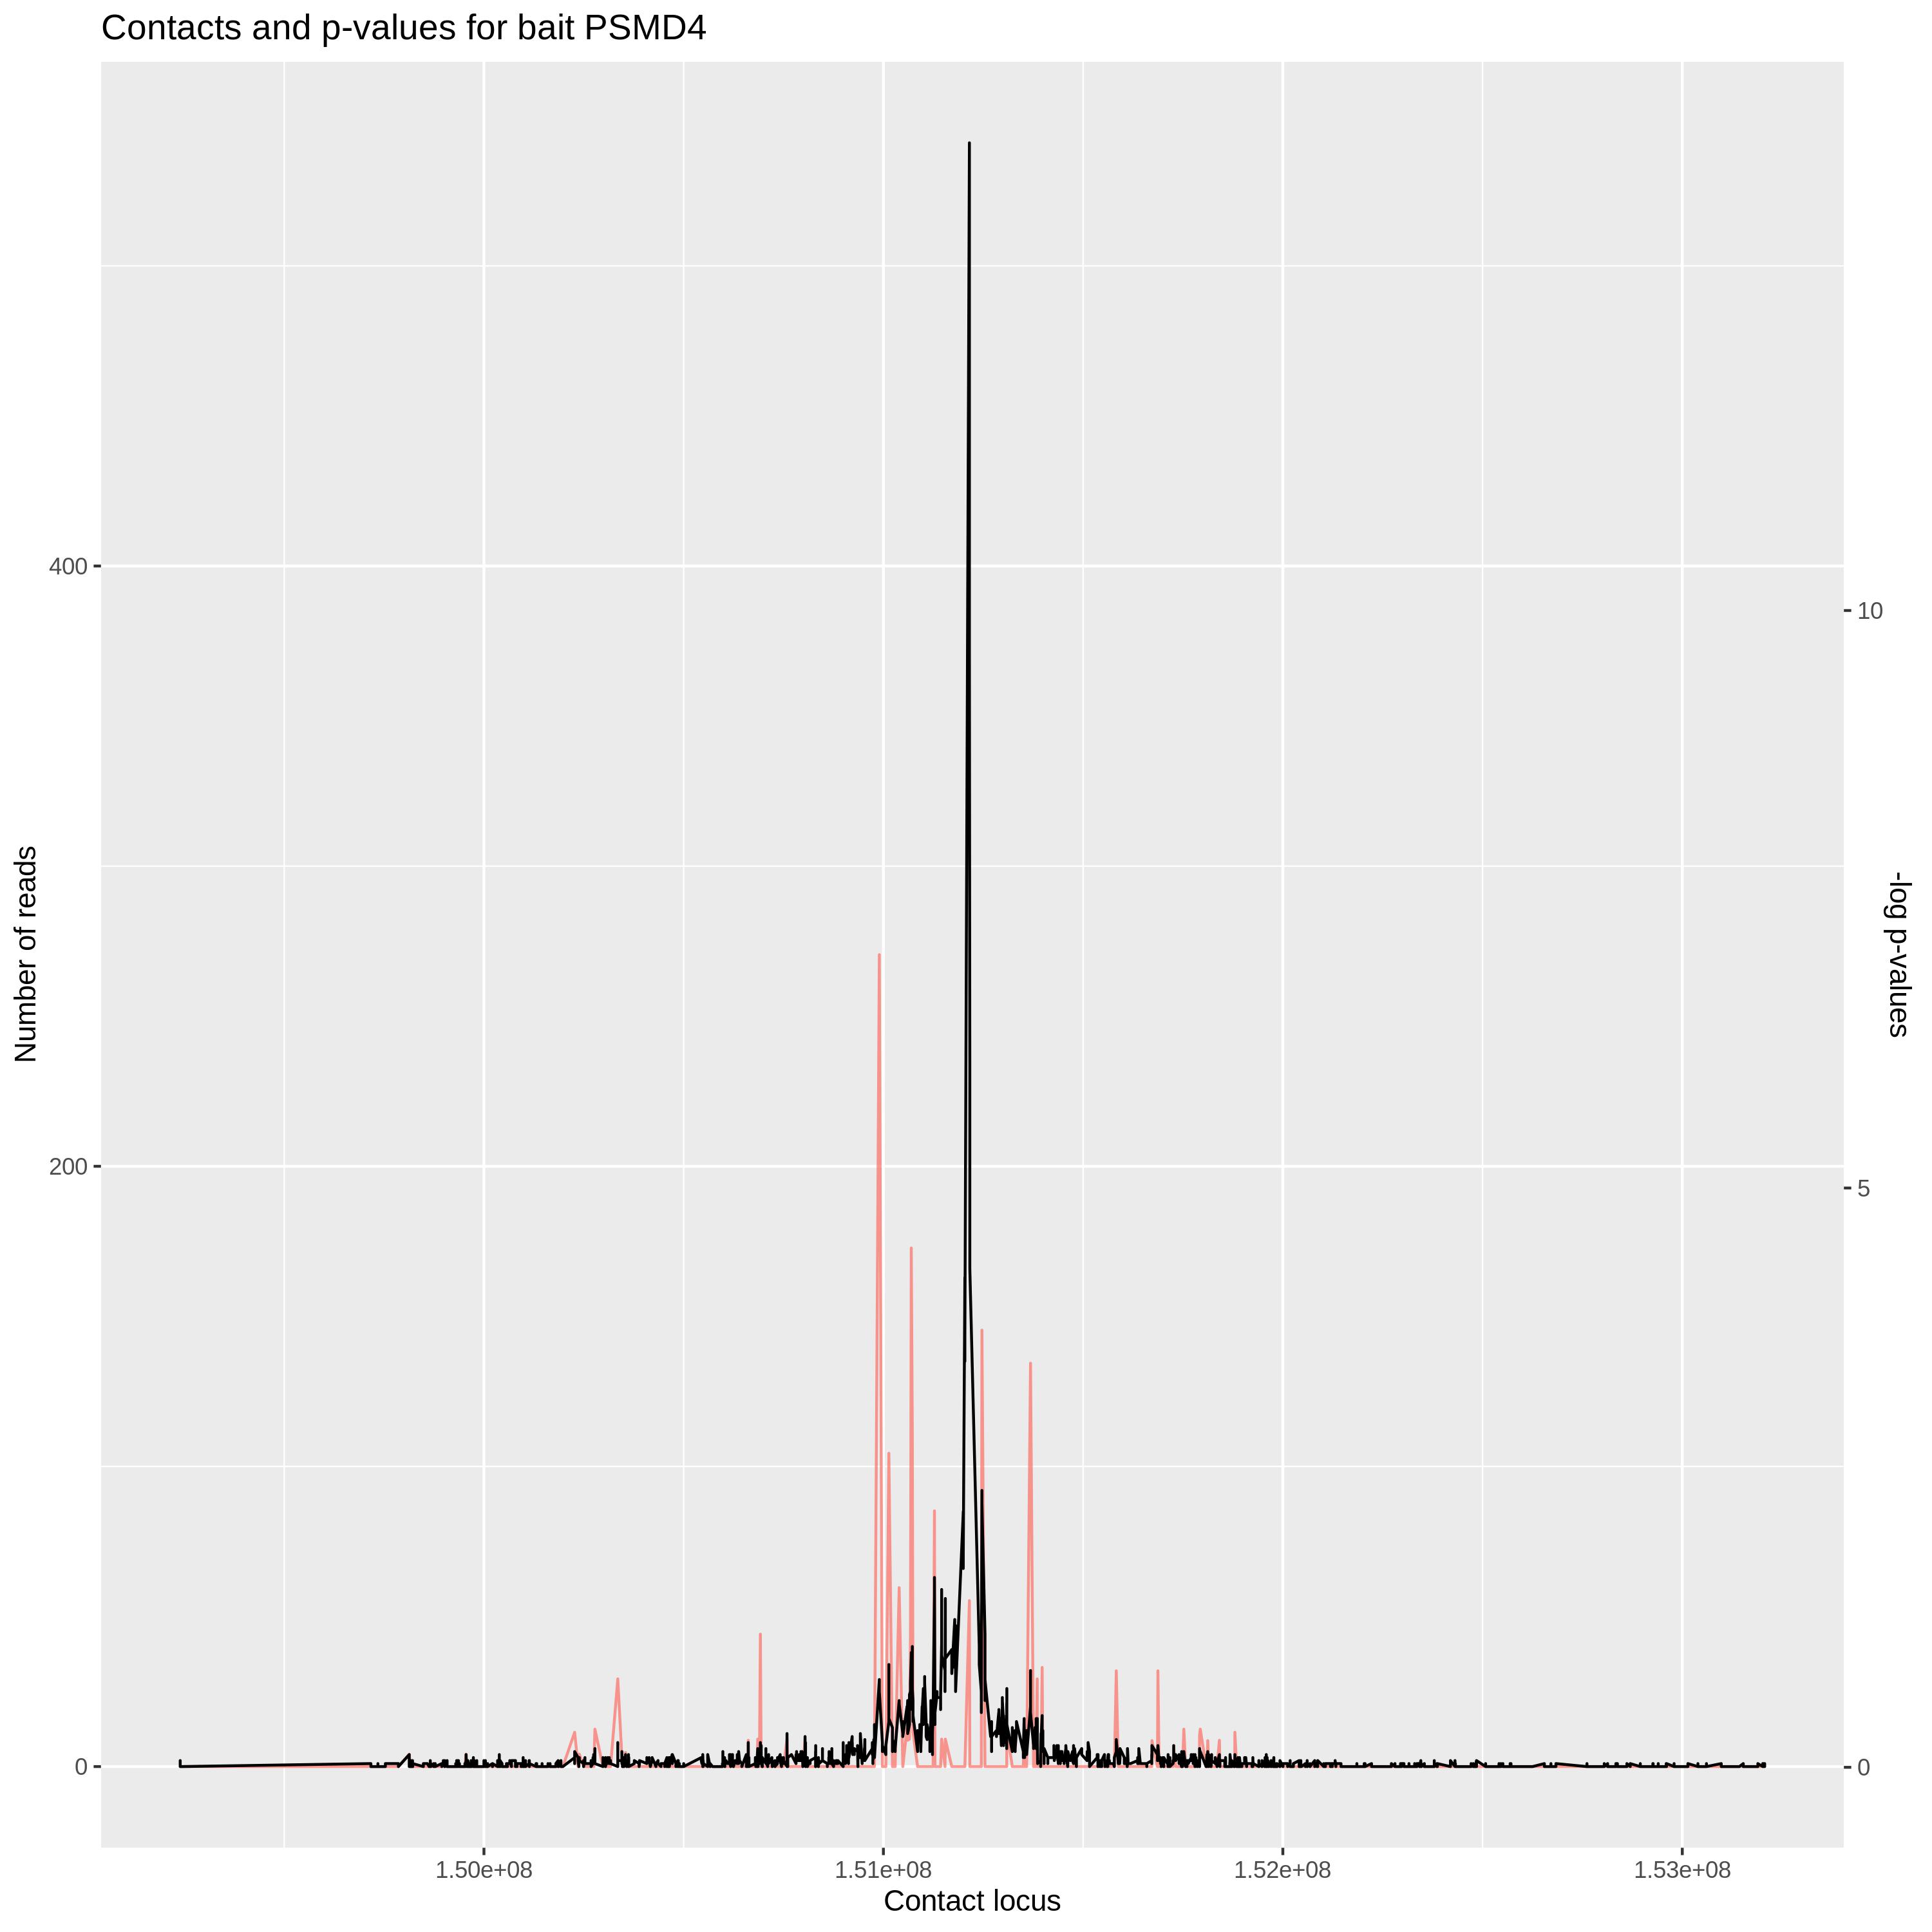 Contacts and p-values for bait PSMD4
Number of reads
400
200
0
10
5
0
-log p-values
1.50e+08
1.51e+08
1.52e+08
1.53e+08
Contact locus